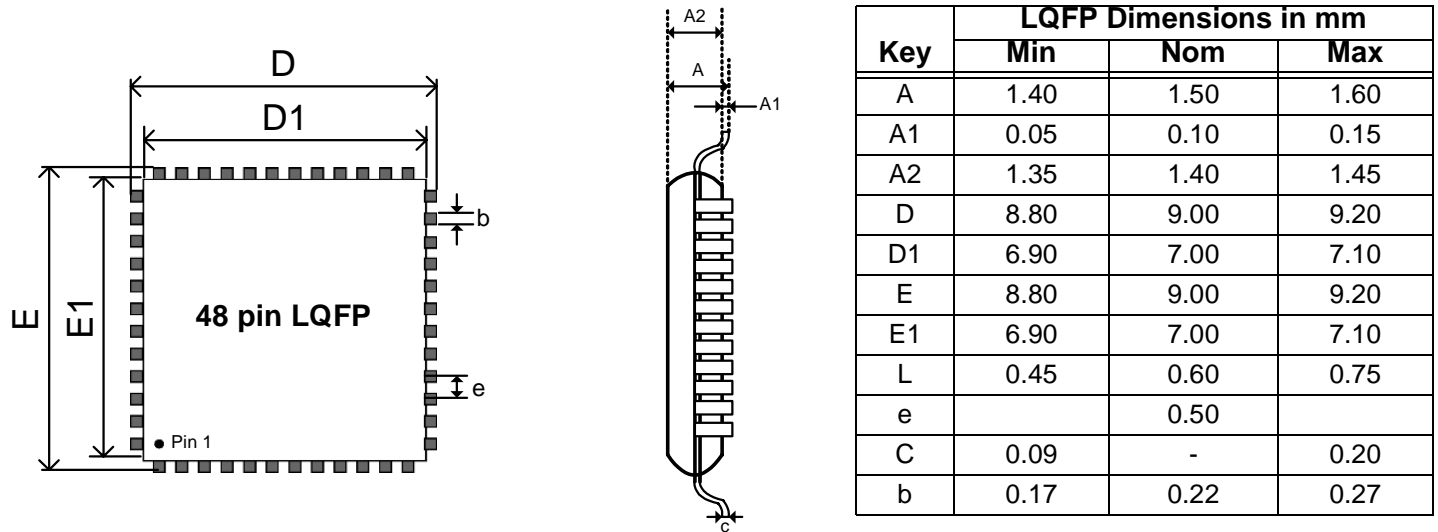 D
D1
E
E1
b
e
48 pin LQFP
Pin 1
A2
A
A1
c
LQFP Dimensions in mm
Key Min Nom Max
A 1.40 1.50 1.60
A1 0.05 0.10 0.15
A2 1.35 1.40 1.45
D 8.80 9.00 9.20
D1 6.90 7.00 7.10
E 8.80 9.00 9.20
E1 6.90 7.00 7.10
L 0.45 0.60 0.75
e 0.50
C 0.09 - 0.20
b 0.17 0.22 0.27